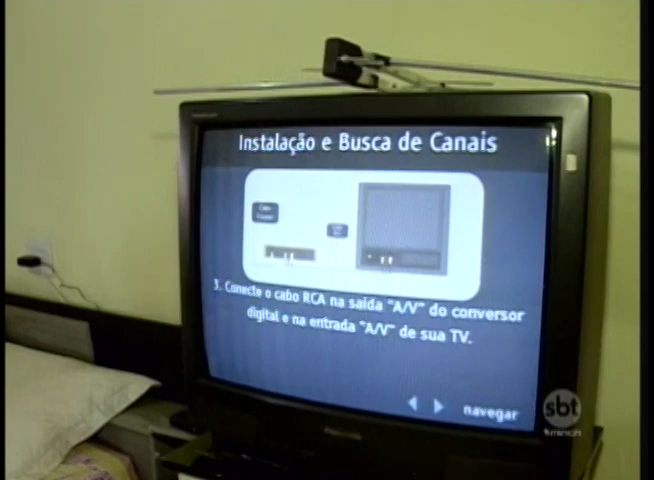 Instalação e Busca de Canais
3. Conecte o cabo RCA na saída "A/V" do conversor
digital e na entrada "A/V" de sua TV.
navegar
sbt